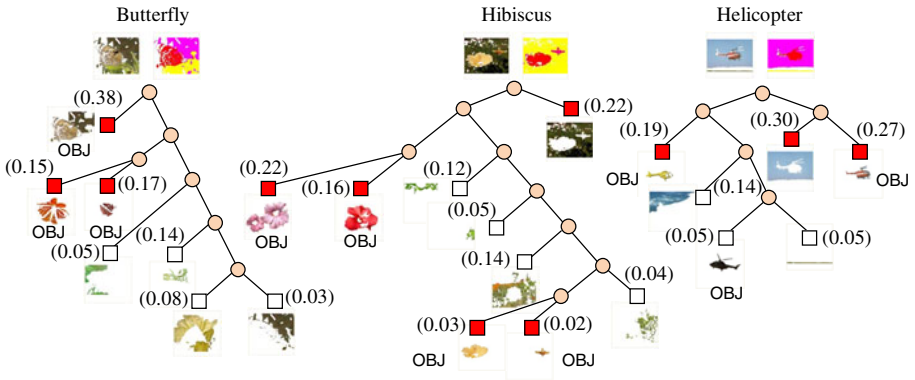 Butterfly Hibiscus Helicopter
(0.38)
OBJ
(0.15)
(0.17)
OBJ OBJ
(0.05)
(0.14)
(0.08)
(0.03)
(0.22)
(0.22)
OBJ
(0.16)
OBJ
(0.12)
(0.05)
(0.14)
(0.04)
(0.03)
(0.02)
OBJ OBJ
(0.19)
OBJ
(0.30)
(0.27)
OBJ
(0.14)
(0.05)
(0.05)
OBJ